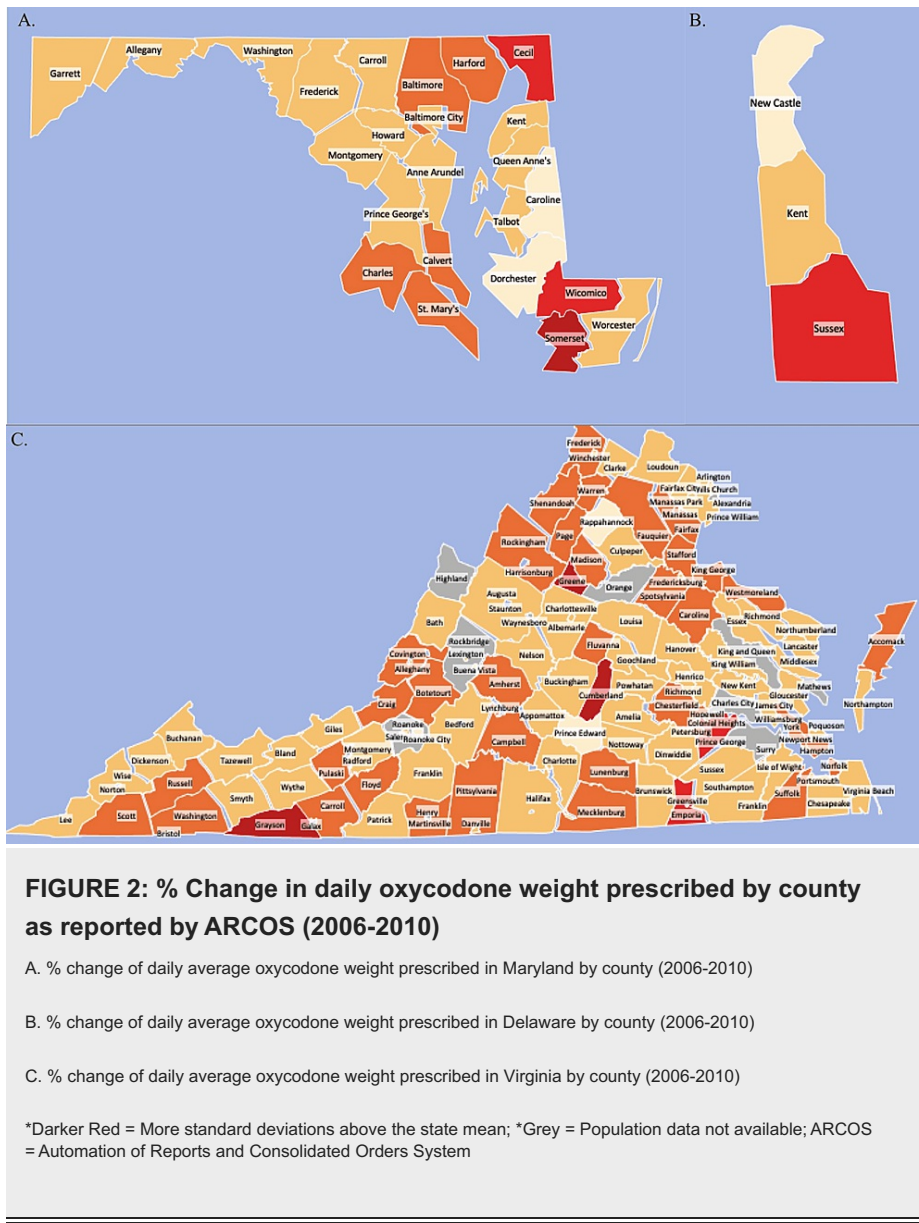 A.
B.
Garrett
Allegany
Washington
Frederick
Carroll
Baltimore
Harford
Cecil
Baltimore City
Howard
Montgomery
Anne Arundel
Kent
Queen Anne's
Caroline
Talbot
Prince George's
Charles
Calvert
St. Mary's
Dorchester
Wicomico
Somerset
Worcester
New Castle
Kent
Sussex
C.
Frederick
Winchester
Clarke
Loudoun
Arlington
Warren
Fairfax City
lls Church
Shenandoah
Manassas Park
Alexandria
Manassas
Prince William
Rappahannock
Page
Fauquier
Fairfax
Rockingham
Culpeper
Stafford
Madison
Harrisonburg
Greene
King George
Highland
Orange
Fredericksburg
Westmoreland
Augusta
Spotsylvania
Staunton
Charlottesville
Caroline
Essex
Richmond
Bath
Waynesboro
Albemarle
Louisa
Northumberland
Accomack
Rockbridge
Fluvanna
Hanover
King and Queen
Lancaster
Covington
Lexington
Nelson
Goochland
King William
Middlesex
Alleghany
Buena Vista
Buckingham
Powhatan
Henrico
New Kent
Mathews
Botetourt
Amherst
Cumberland
Richmond
Gloucester
Northampton
Craig
Lynchburg
Appomattox
Amelia
Chesterfield
Charles City
James City
Roanoke
Bedford
Hopewell
Colonial Heights
Williamsburg
Giles
Salem
Roanoke City
Prince Edward
Petersburg
York
Poquoson
Buchanan
Montgomery
Campbell
Nottoway
Prince George
Surry
Newport News
Dickenson
Tazewell
Bland
Radford
Charlotte
Dinwiddie
Hampton
Wise
Pulaski
Franklin
Lunenburg
Sussex
Isle of Wight
Norfolk
Norton
Russell
Smyth
Wythe
Floyd
Pittsylvania
Brunswick
Southampton
Portsmouth
Lee
Scott
Washington
Carroll
Henry
Halifax
Mecklenburg
Greensville
Franklin
Suffolk
Virginia Beach
Bristol
Grayson
Galax
Patrick
Martinsville
Danville
Emporia
Chesapeake
FIGURE 2: % Change in daily oxycodone weight prescribed by county
as reported by ARCOS (2006-2010)
A. % change of daily average oxycodone weight prescribed in Maryland by county (2006-2010)
B. % change of daily average oxycodone weight prescribed in Delaware by county (2006-2010)
C. % change of daily average oxycodone weight prescribed in Virginia by county (2006-2010)
*Darker Red = More standard deviations above the state mean; *Grey = Population data not available; ARCOS
= Automation of Reports and Consolidated Orders System